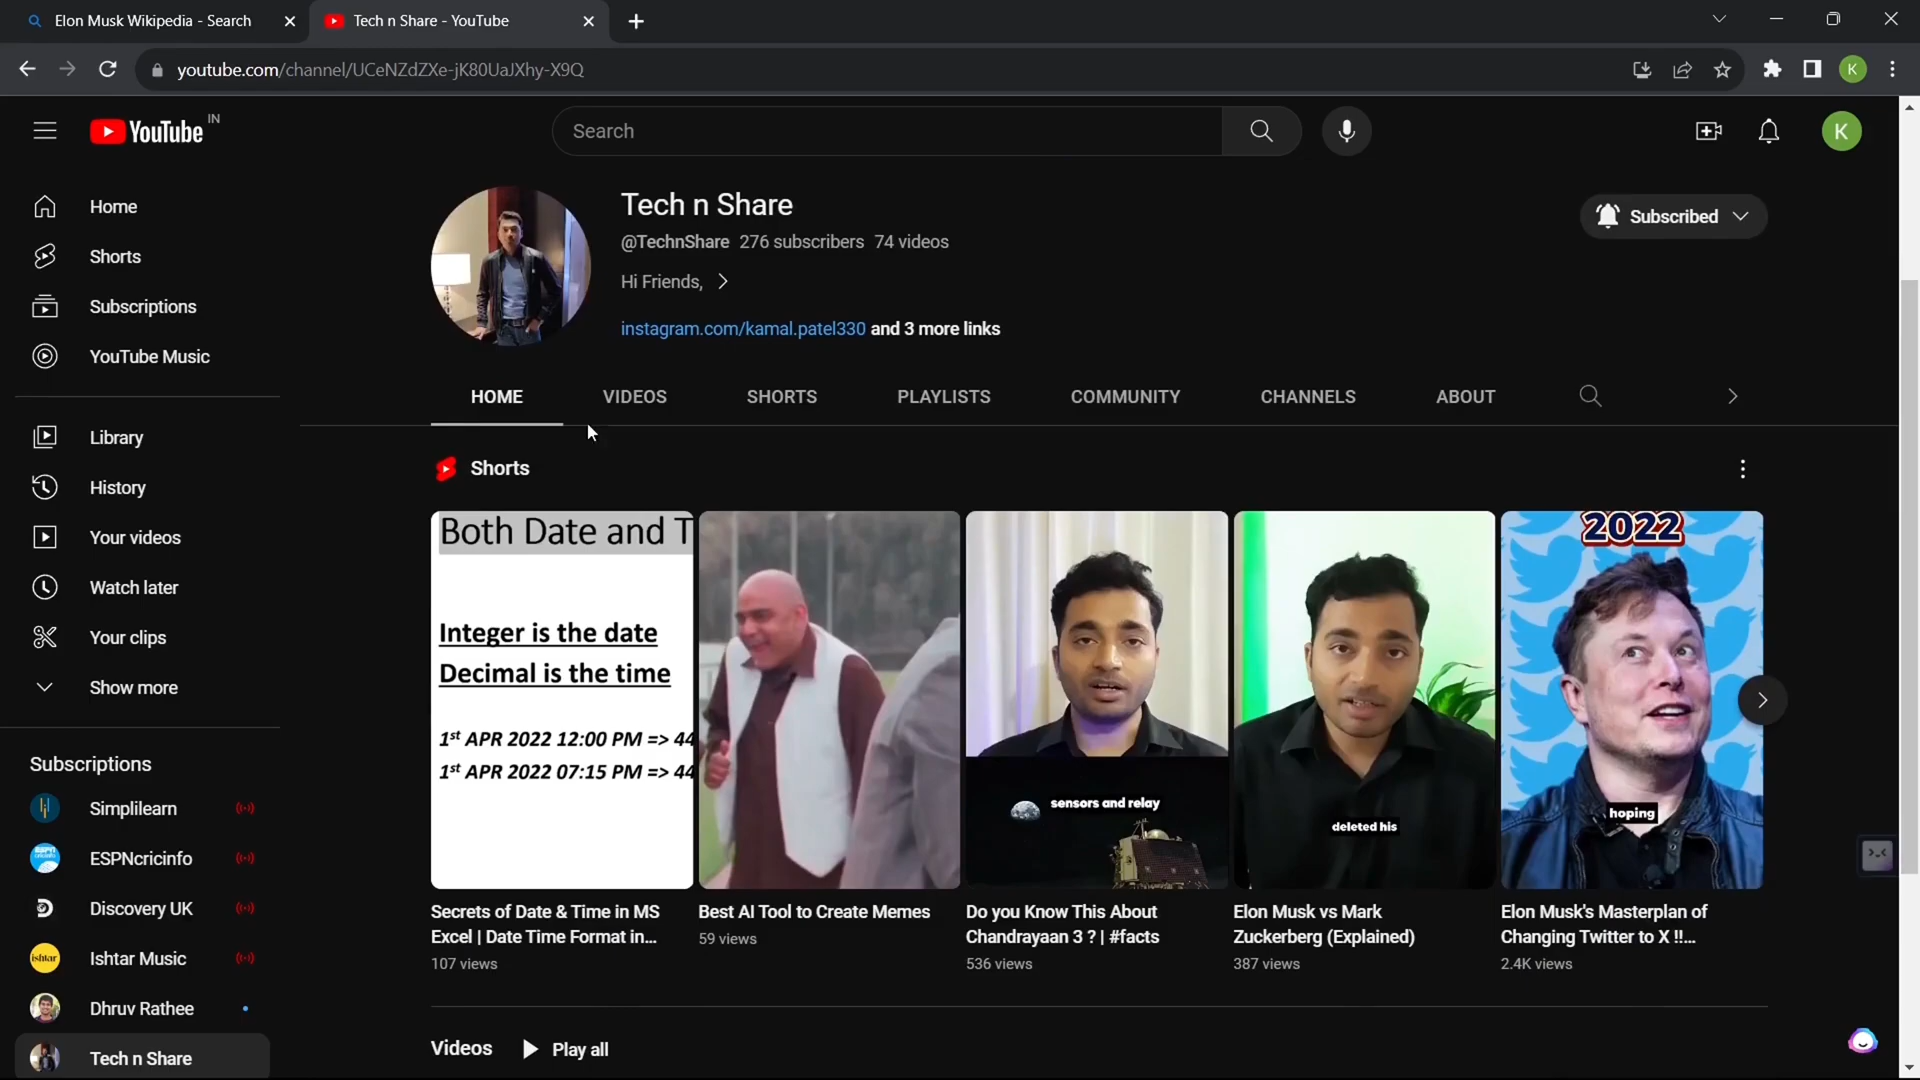 Elon Musk Wikipedia - Search
Tech n Share - YouTube
youtube.com/channel/UCeNZdZXe-jK80UaJXhy-X9Q
K
YouTube IN
Search
K
Home
Shorts
Subscriptions
YouTube Music
Library
History
Your videos
Watch later
Your clips
Show more
Subscriptions
Simplilearn
ESPNcricinfo
Discovery UK
Ishtar Music
Dhruv Rathee
Tech n Share
Tech n Share
@TechnShare 276 subscribers 74 videos
Hi Friends,
instagram.com/kamal.patel330 and 3 more links
Subscribed
HOME VIDEOS SHORTS PLAYLISTS COMMUNITY CHANNELS ABOUT
Shorts
Both Date and T
Integer is the date
Decimal is the time
1st APR 2022 12:00 PM => 44
1st APR 2022 07:15 PM => 44
sensors and relay
deleted his
2022
hoping
Secrets of Date & Time in MS
Excel | Date Time Format in...
107 views
Best AI Tool to Create Memes
59 views
Do you Know This About
Chandrayaan 3 ? | #facts
536 views
Elon Musk vs Mark
Zuckerberg (Explained)
387 views
Elon Musk's Masterplan of
Changing Twitter to X !!...
2.4K views
Videos Play all